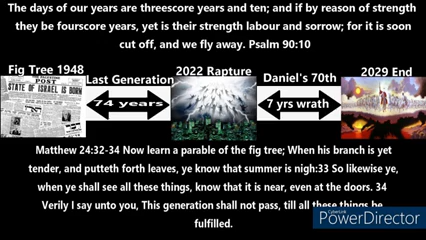 The days of our years are threescore years and ten; and if by reason of strength
they be fourscore years, yet is their strength labour and sorrow; for it is soon
cut off, and we fly away. Psalm 90:10
Fig Tree 1948
Last Generation
2022 Rapture
Daniel's 70th
2029 End
POST
STATE OF ISRAEL IS BORN
74 years
7 yrs wrath
Matthew 24:32-34 Now learn a parable of the fig tree; When his branch is yet
tender, and putteth forth leaves, ye know that summer is nigh:33 So likewise ye,
when ye shall see all these things, know that it is near, even at the doors. 34
Verily I say unto you, This generation shall not pass, till all these things be
fulfilled.
CyberLink
PowerDirector